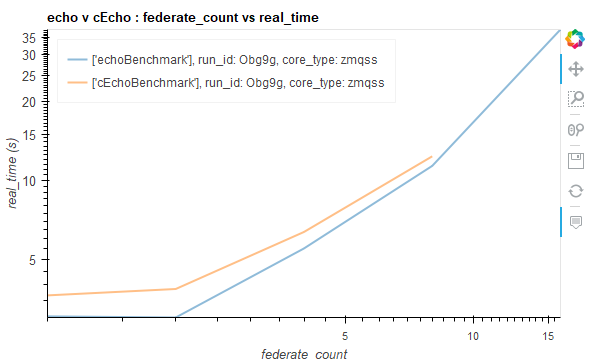 echo v cEcho : federate_count vs real_time
['echoBenchmark'], run_id: Obg9g, core_type: zmqss
['cEchoBenchmark'], run_id: Obg9g, core_type: zmqss
35
30
25
20
15
10
5
real_time (s)
5
10
15
federate_count